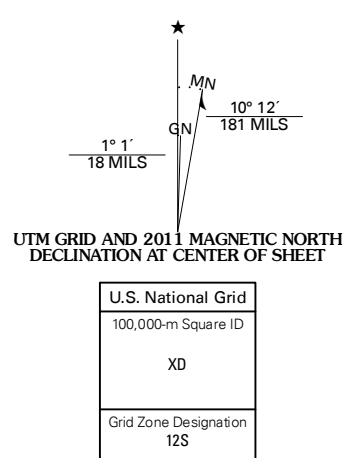 ★
MN
GN
10° 12´
181 MILS
1° 1´
18 MILS
UTM GRID AND 2011 MAGNETIC NORTH
DECLINATION AT CENTER OF SHEET
U.S. National Grid
100,000-m Square ID
XD
Grid Zone Designation
12S